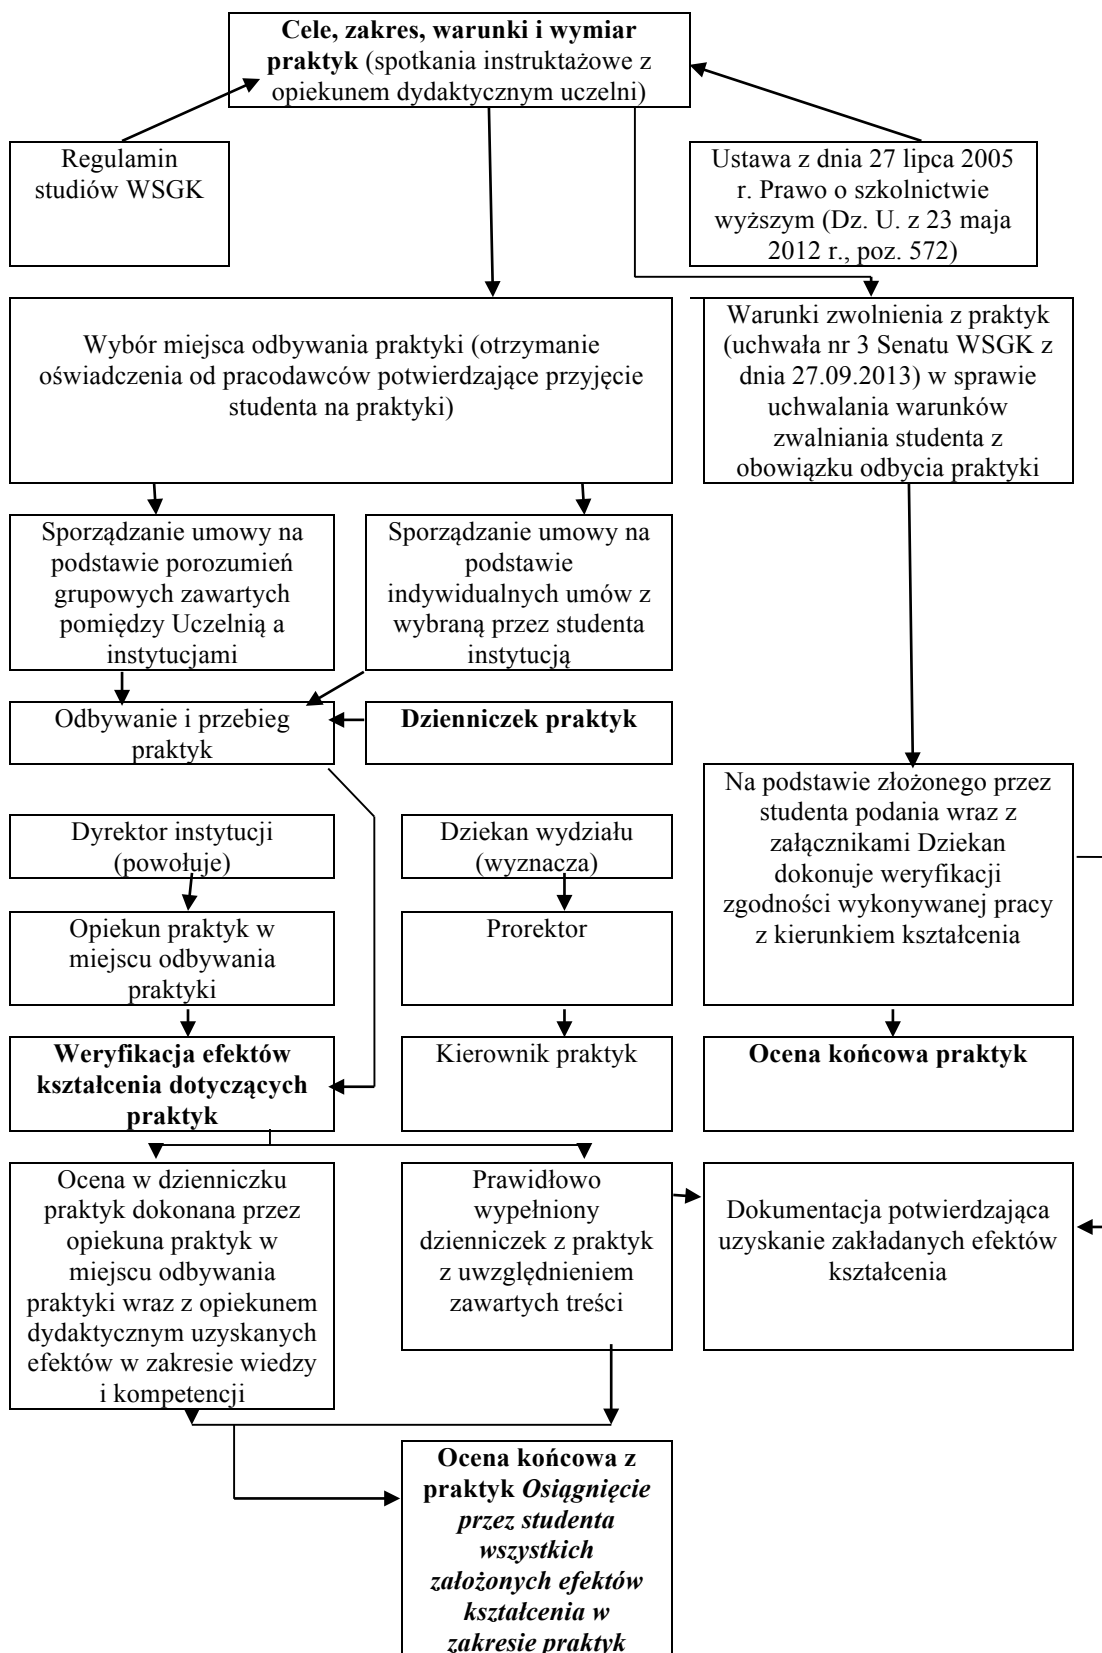 Cele, zakres, warunki i wymiar
praktyk (spotkania instruktażowe z
opiekunem dydaktycznym uczelni)
Regulamin
studiów WSGK
Ustawa z dnia 27 lipca 2005
r. Prawo o szkolnictwie
wyższym (Dz. U. z 23 maja
2012 r., poz. 572)
Wybór miejsca odbywania praktyki (otrzymanie
oświadczenia od pracodawców potwierdzające przyjęcie
studenta na praktyki)
Warunki zwolnienia z praktyk
(uchwała nr 3 Senatu WSGK z
dnia 27.09.2013) w sprawie
uchwalania warunków
zwalniania studenta z
obowiązku odbycia praktyki
Sporządzanie umowy na
podstawie porozumień
grupowych zawartych
pomiędzy Uczelnią a
instytucjami
Sporządzanie umowy na
podstawie
indywidualnych umów z
wybraną przez studenta
instytucją
Odbywanie i przebieg
praktyk
Dzienniczek praktyk
Na podstawie złożonego przez
studenta podania wraz z
załącznikami Dziekan
dokonuje weryfikacji
zgodności wykonywanej pracy
z kierunkiem kształcenia
Dyrektor instytucji
(powołuje)
Dziekan wydziału
(wyznacza)
Opiekun praktyk w
miejscu odbywania
praktyki
Prorektor
Weryfikacja efektów
kształcenia dotyczących
praktyk
Kierownik praktyk
Ocena końcowa praktyk
Ocena w dzienniczku
praktyk dokonana przez
opiekuna praktyk w
miejscu odbywania
praktyki wraz z opiekunem
dydaktycznym uzyskanych
efektów w zakresie wiedzy
i kompetencji
Prawidłowo
wypełniony
dzienniczek z praktyk
z uwzględnieniem
zawartych treści
Dokumentacja potwierdzająca
uzyskanie zakładanych efektów
kształcenia
Ocena końcowa z
praktyk Osiągnięcie
przez studenta
wszystkich
założonych efektów
kształcenia w
zakresie praktyk